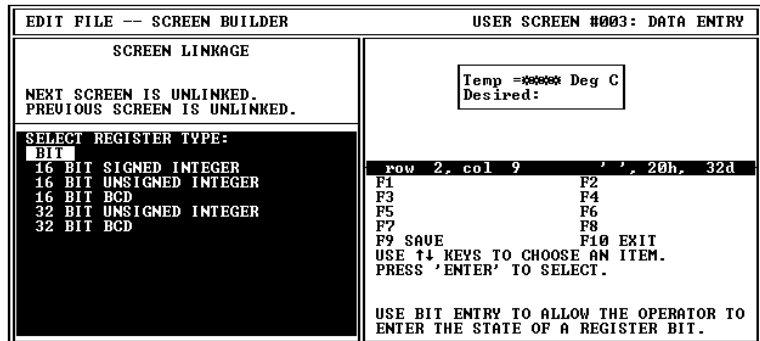 EDIT FILE -- SCREEN BUILDER
USER SCREEN #003: DATA ENTRY
SCREEN LINKAGE
NEXT SCREEN IS UNLINKED.
PREVIOUS SCREEN IS UNLINKED.
SELECT REGISTER TYPE:
BIT
16 BIT SIGNED INTEGER
16 BIT UNSIGNED INTEGER
16 BIT BCD
32 BIT UNSIGNED INTEGER
32 BIT BCD
Temp = Deg C
Desired:
row 2, col 9 ' ', 20h, 32d
F1 F2
F3 F4
F5 F6
F7 F8
F9 SAVE F10 EXIT
USE ↑↓ KEYS TO CHOOSE AN ITEM.
PRESS 'ENTER' TO SELECT.
USE BIT ENTRY TO ALLOW THE OPERATOR TO
ENTER THE STATE OF A REGISTER BIT.